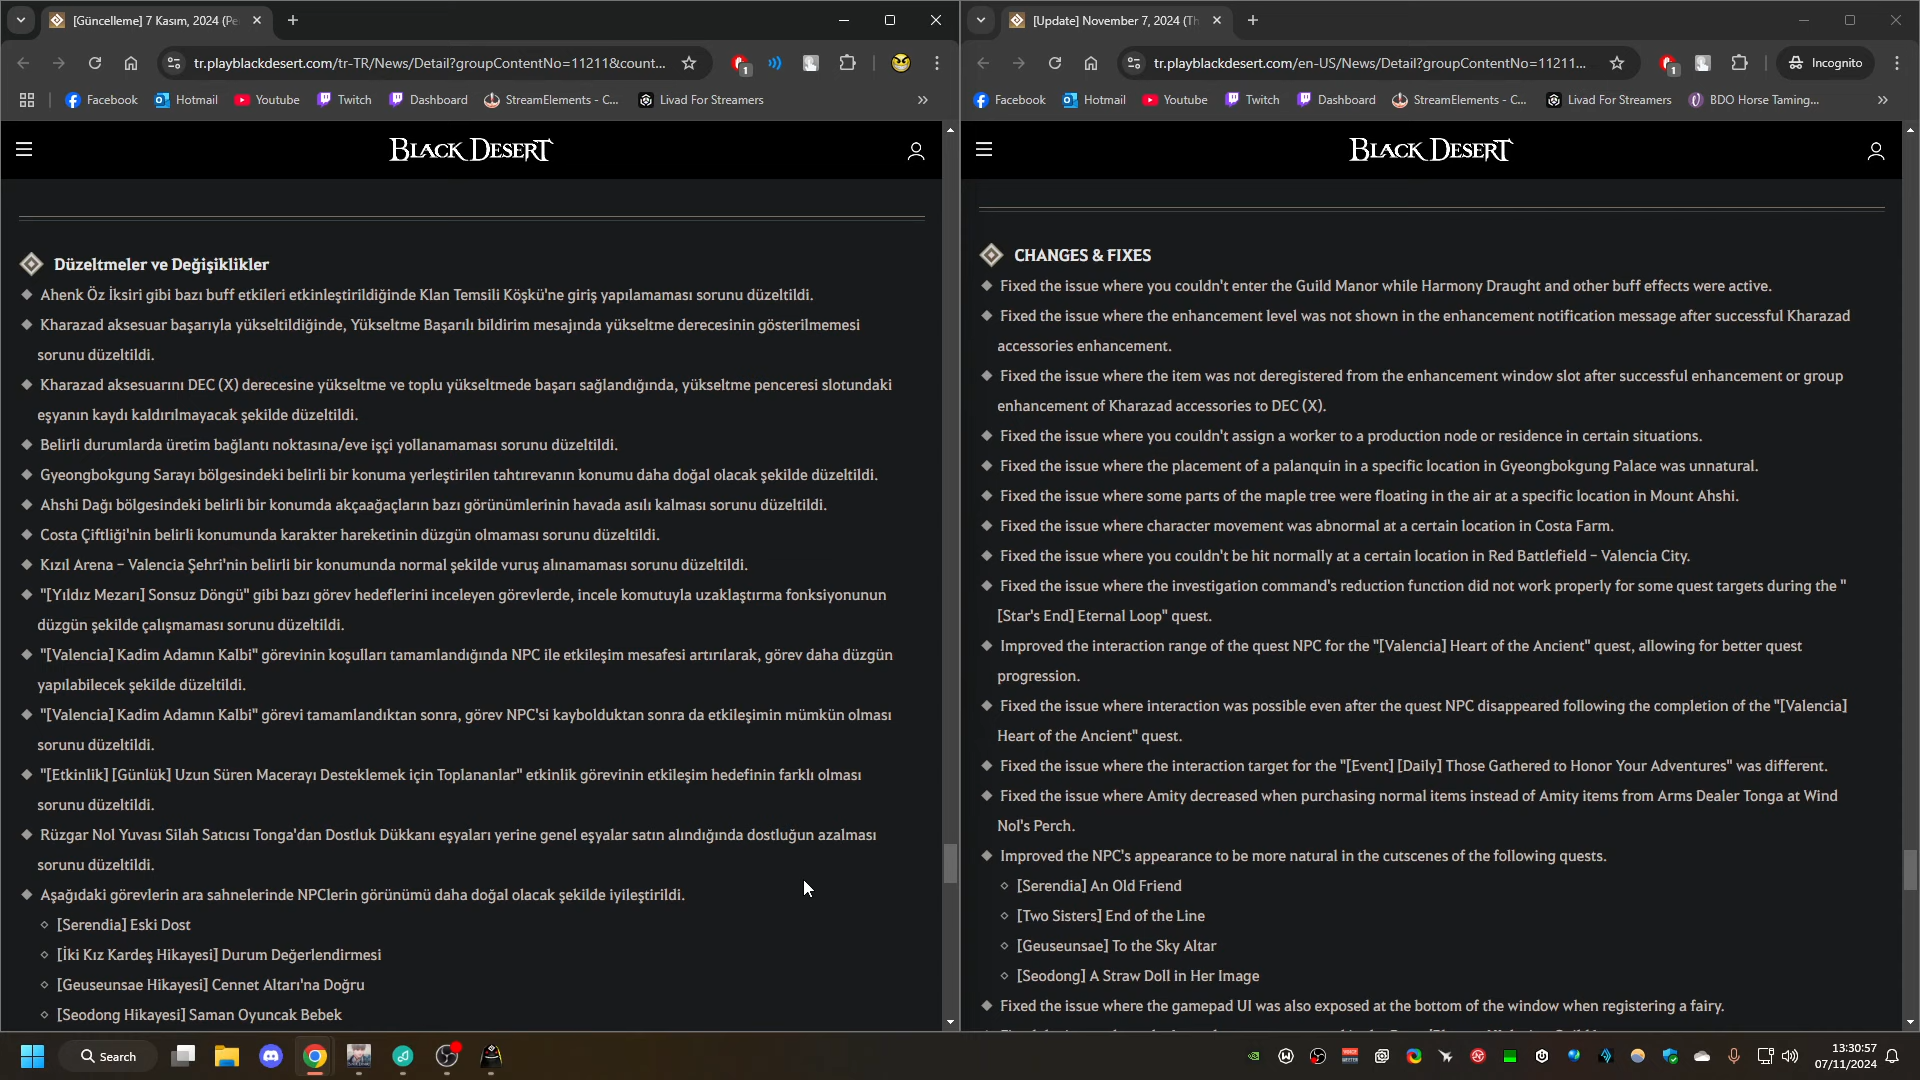 [Güncelleme] 7 Kasım, 2024 (Pe
tr.playblackdesert.com/tr-TR/News/Detail?groupContentNo=11211&count...
1
Facebook
Hotmail
Youtube
Twitch
Dashboard
StreamElements - C...
Livad For Streamers
BLACK DESERT
Düzeltmeler ve Değişiklikler
Ahenk Öz İksiri gibi bazı buff etkileri etkinleştirildiğinde Klan Temsili Köşkü'ne giriş yapılamaması sorunu düzeltildi.
Kharazad aksesuar başarıyla yükseltildiğinde, Yükseltme Başarılı bildirim mesajında yükseltme derecesinin gösterilmemesi
sorunu düzeltildi.
Kharazad aksesuarını DEC (X) derecesine yükseltme ve toplu yükseltmede başarı sağlandığında, yükseltme penceresi slotundaki
eşyanın kaydı kaldırılmayacak şekilde düzeltildi.
Belirli durumlarda üretim bağlantı noktasına/eve işçi yollanamaması sorunu düzeltildi.
Gyeongbokgung Sarayı bölgesindeki belirli bir konuma yerleştirilen tahtırevanın konumu daha doğal olacak şekilde düzeltildi.
Ahshi Dağı bölgesindeki belirli bir konumda akçaağaçların bazı görünümlerinin havada asılı kalması sorunu düzeltildi.
Costa Çiftliği'nin belirli konumunda karakter hareketinin düzgün olmaması sorunu düzeltildi.
Kızıl Arena – Valencia Şehri'nin belirli bir konumunda normal şekilde vuruş alınamaması sorunu düzeltildi.
"[Yıldız Mezarı] Sonsuz Döngü" gibi bazı görev hedeflerini inceleyen görevlerde, incele komutuyla uzaklaştırma fonksiyonunun
düzgün şekilde çalışmaması sorunu düzeltildi.
"[Valencia] Kadim Adamın Kalbi" görevinin koşulları tamamlandığında NPC ile etkileşim mesafesi artırılarak, görev daha düzgün
yapılabilecek şekilde düzeltildi.
"[Valencia] Kadim Adamın Kalbi" görevi tamamlandıktan sonra, görev NPC'si kaybolduktan sonra da etkileşimin mümkün olması
sorunu düzeltildi.
"[Etkinlik] [Günlük] Uzun Süren Macerayı Desteklemek için Toplananlar" etkinlik görevinin etkileşim hedefinin farklı olması
sorunu düzeltildi.
Rüzgar Nol Yuvası Silah Satıcısı Tonga'dan Dostluk Dükkanı eşyaları yerine genel eşyalar satın alındığında dostluğun azalması
sorunu düzeltildi.
Aşağıdaki görevlerin ara sahnelerinde NPClerin görünümü daha doğal olacak şekilde iyileştirildi.
[Serendia] Eski Dost
[İki Kız Kardeş Hikayesi] Durum Değerlendirmesi
[Geuseunsae Hikayesi] Cennet Altarı'na Doğru
[Seodong Hikayesi] Saman Oyuncak Bebek
[Update] November 7, 2024 (Th
tr.playblackdesert.com/en-US/News/Detail?groupContentNo=11211...
1
Incognito
Facebook
Hotmail
Youtube
Twitch
Dashboard
StreamElements - C...
Livad For Streamers
BDO Horse Taming...
BLACK DESERT
CHANGES & FIXES
Fixed the issue where you couldn't enter the Guild Manor while Harmony Draught and other buff effects were active.
Fixed the issue where the enhancement level was not shown in the enhancement notification message after successful Kharazad
accessories enhancement.
Fixed the issue where the item was not deregistered from the enhancement window slot after successful enhancement or group
enhancement of Kharazad accessories to DEC (X).
Fixed the issue where you couldn't assign a worker to a production node or residence in certain situations.
Fixed the issue where the placement of a palanquin in a specific location in Gyeongbokgung Palace was unnatural.
Fixed the issue where some parts of the maple tree were floating in the air at a specific location in Mount Ahshi.
Fixed the issue where character movement was abnormal at a certain location in Costa Farm.
Fixed the issue where you couldn't be hit normally at a certain location in Red Battlefield – Valencia City.
Fixed the issue where the investigation command's reduction function did not work properly for some quest targets during the "
[Star's End] Eternal Loop" quest.
Improved the interaction range of the quest NPC for the "[Valencia] Heart of the Ancient" quest, allowing for better quest
progression.
Fixed the issue where interaction was possible even after the quest NPC disappeared following the completion of the "[Valencia]
Heart of the Ancient" quest.
Fixed the issue where the interaction target for the "[Event] [Daily] Those Gathered to Honor Your Adventures" was different.
Fixed the issue where Amity decreased when purchasing normal items instead of Amity items from Arms Dealer Tonga at Wind
Nol's Perch.
Improved the NPC's appearance to be more natural in the cutscenes of the following quests.
[Serendia] An Old Friend
[Two Sisters] End of the Line
[Geuseunsae] To the Sky Altar
[Seodong] A Straw Doll in Her Image
Fixed the issue where the gamepad UI was also exposed at the bottom of the window when registering a fairy.
Search
13:30:57
07/11/2024